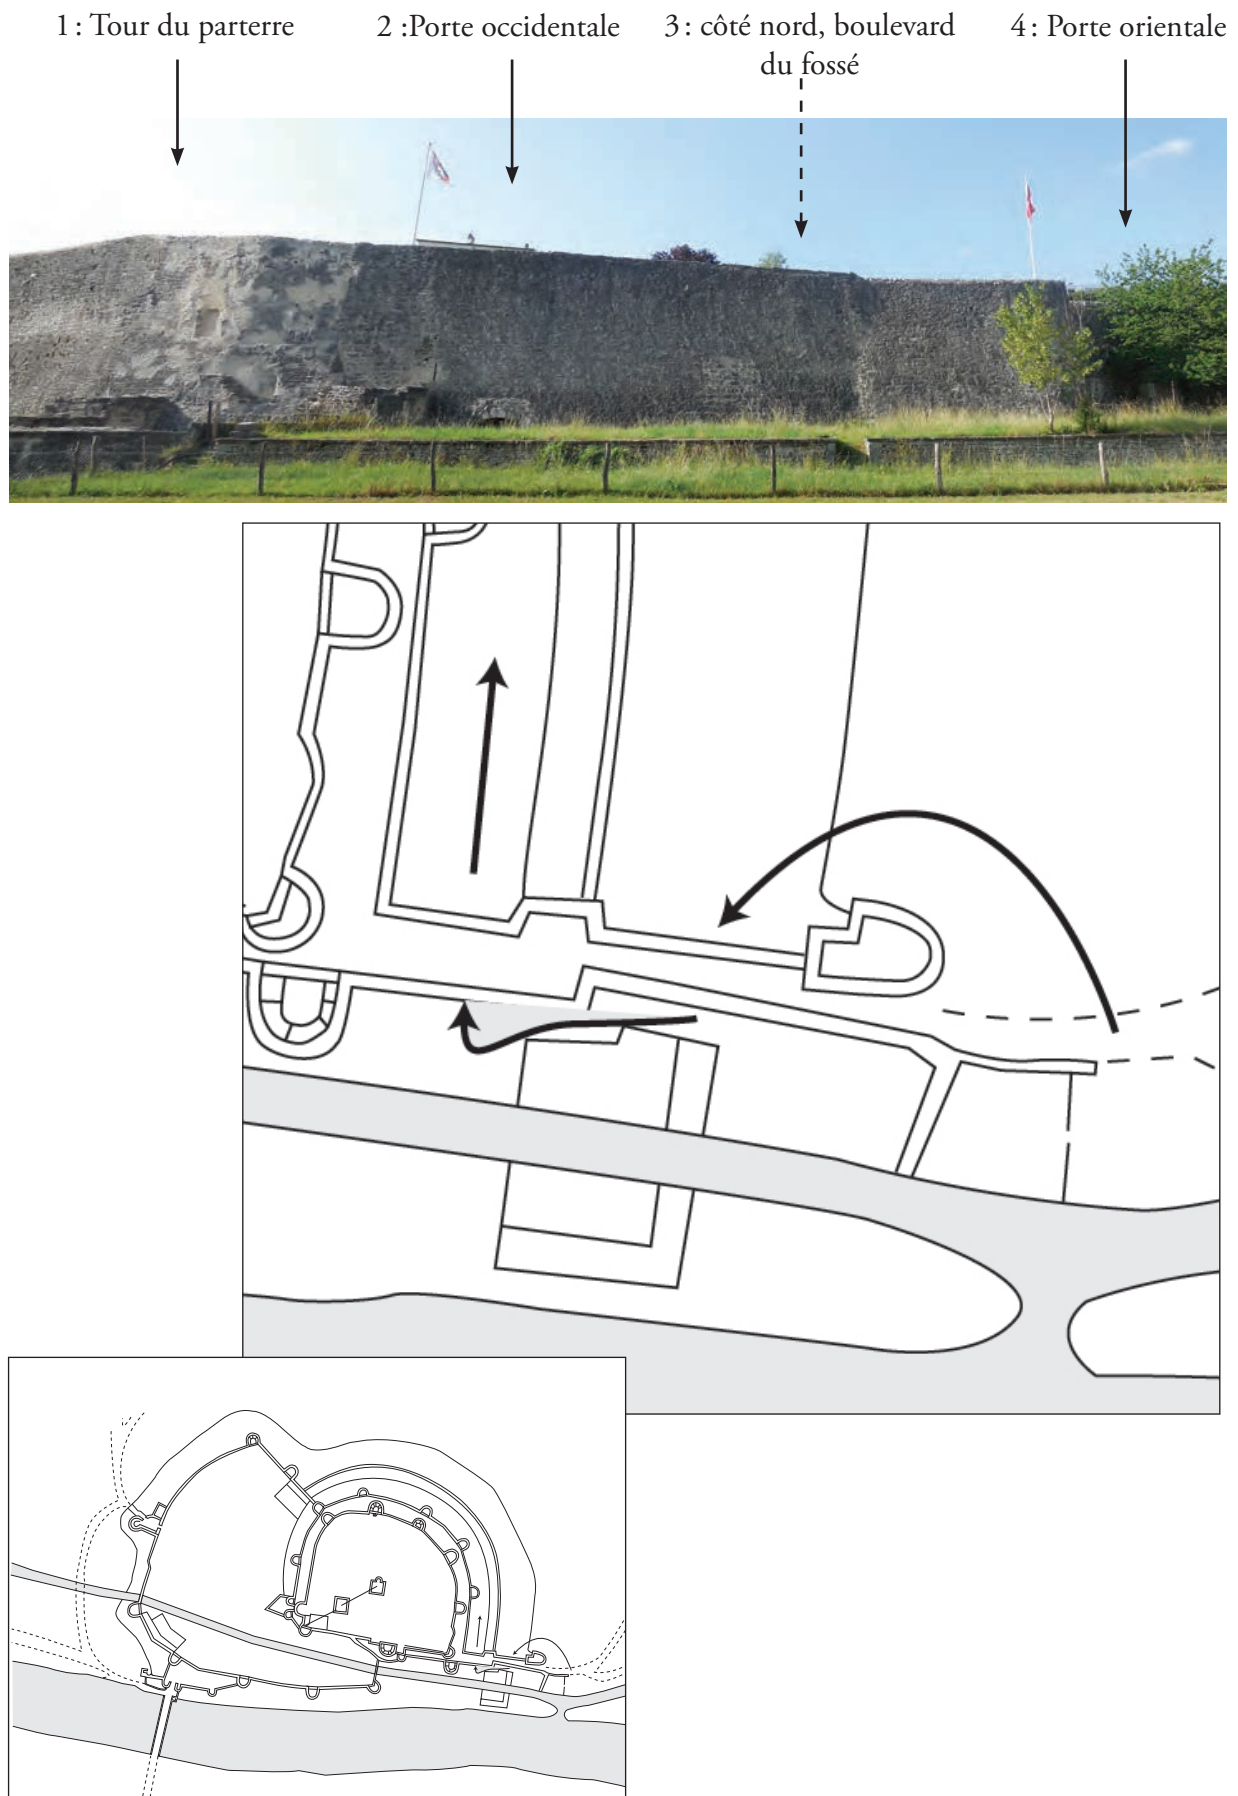 1 : Tour du parterre
2 :Porte occidentale
3 : côté nord, boulevard
du fossé
4 : Porte orientale